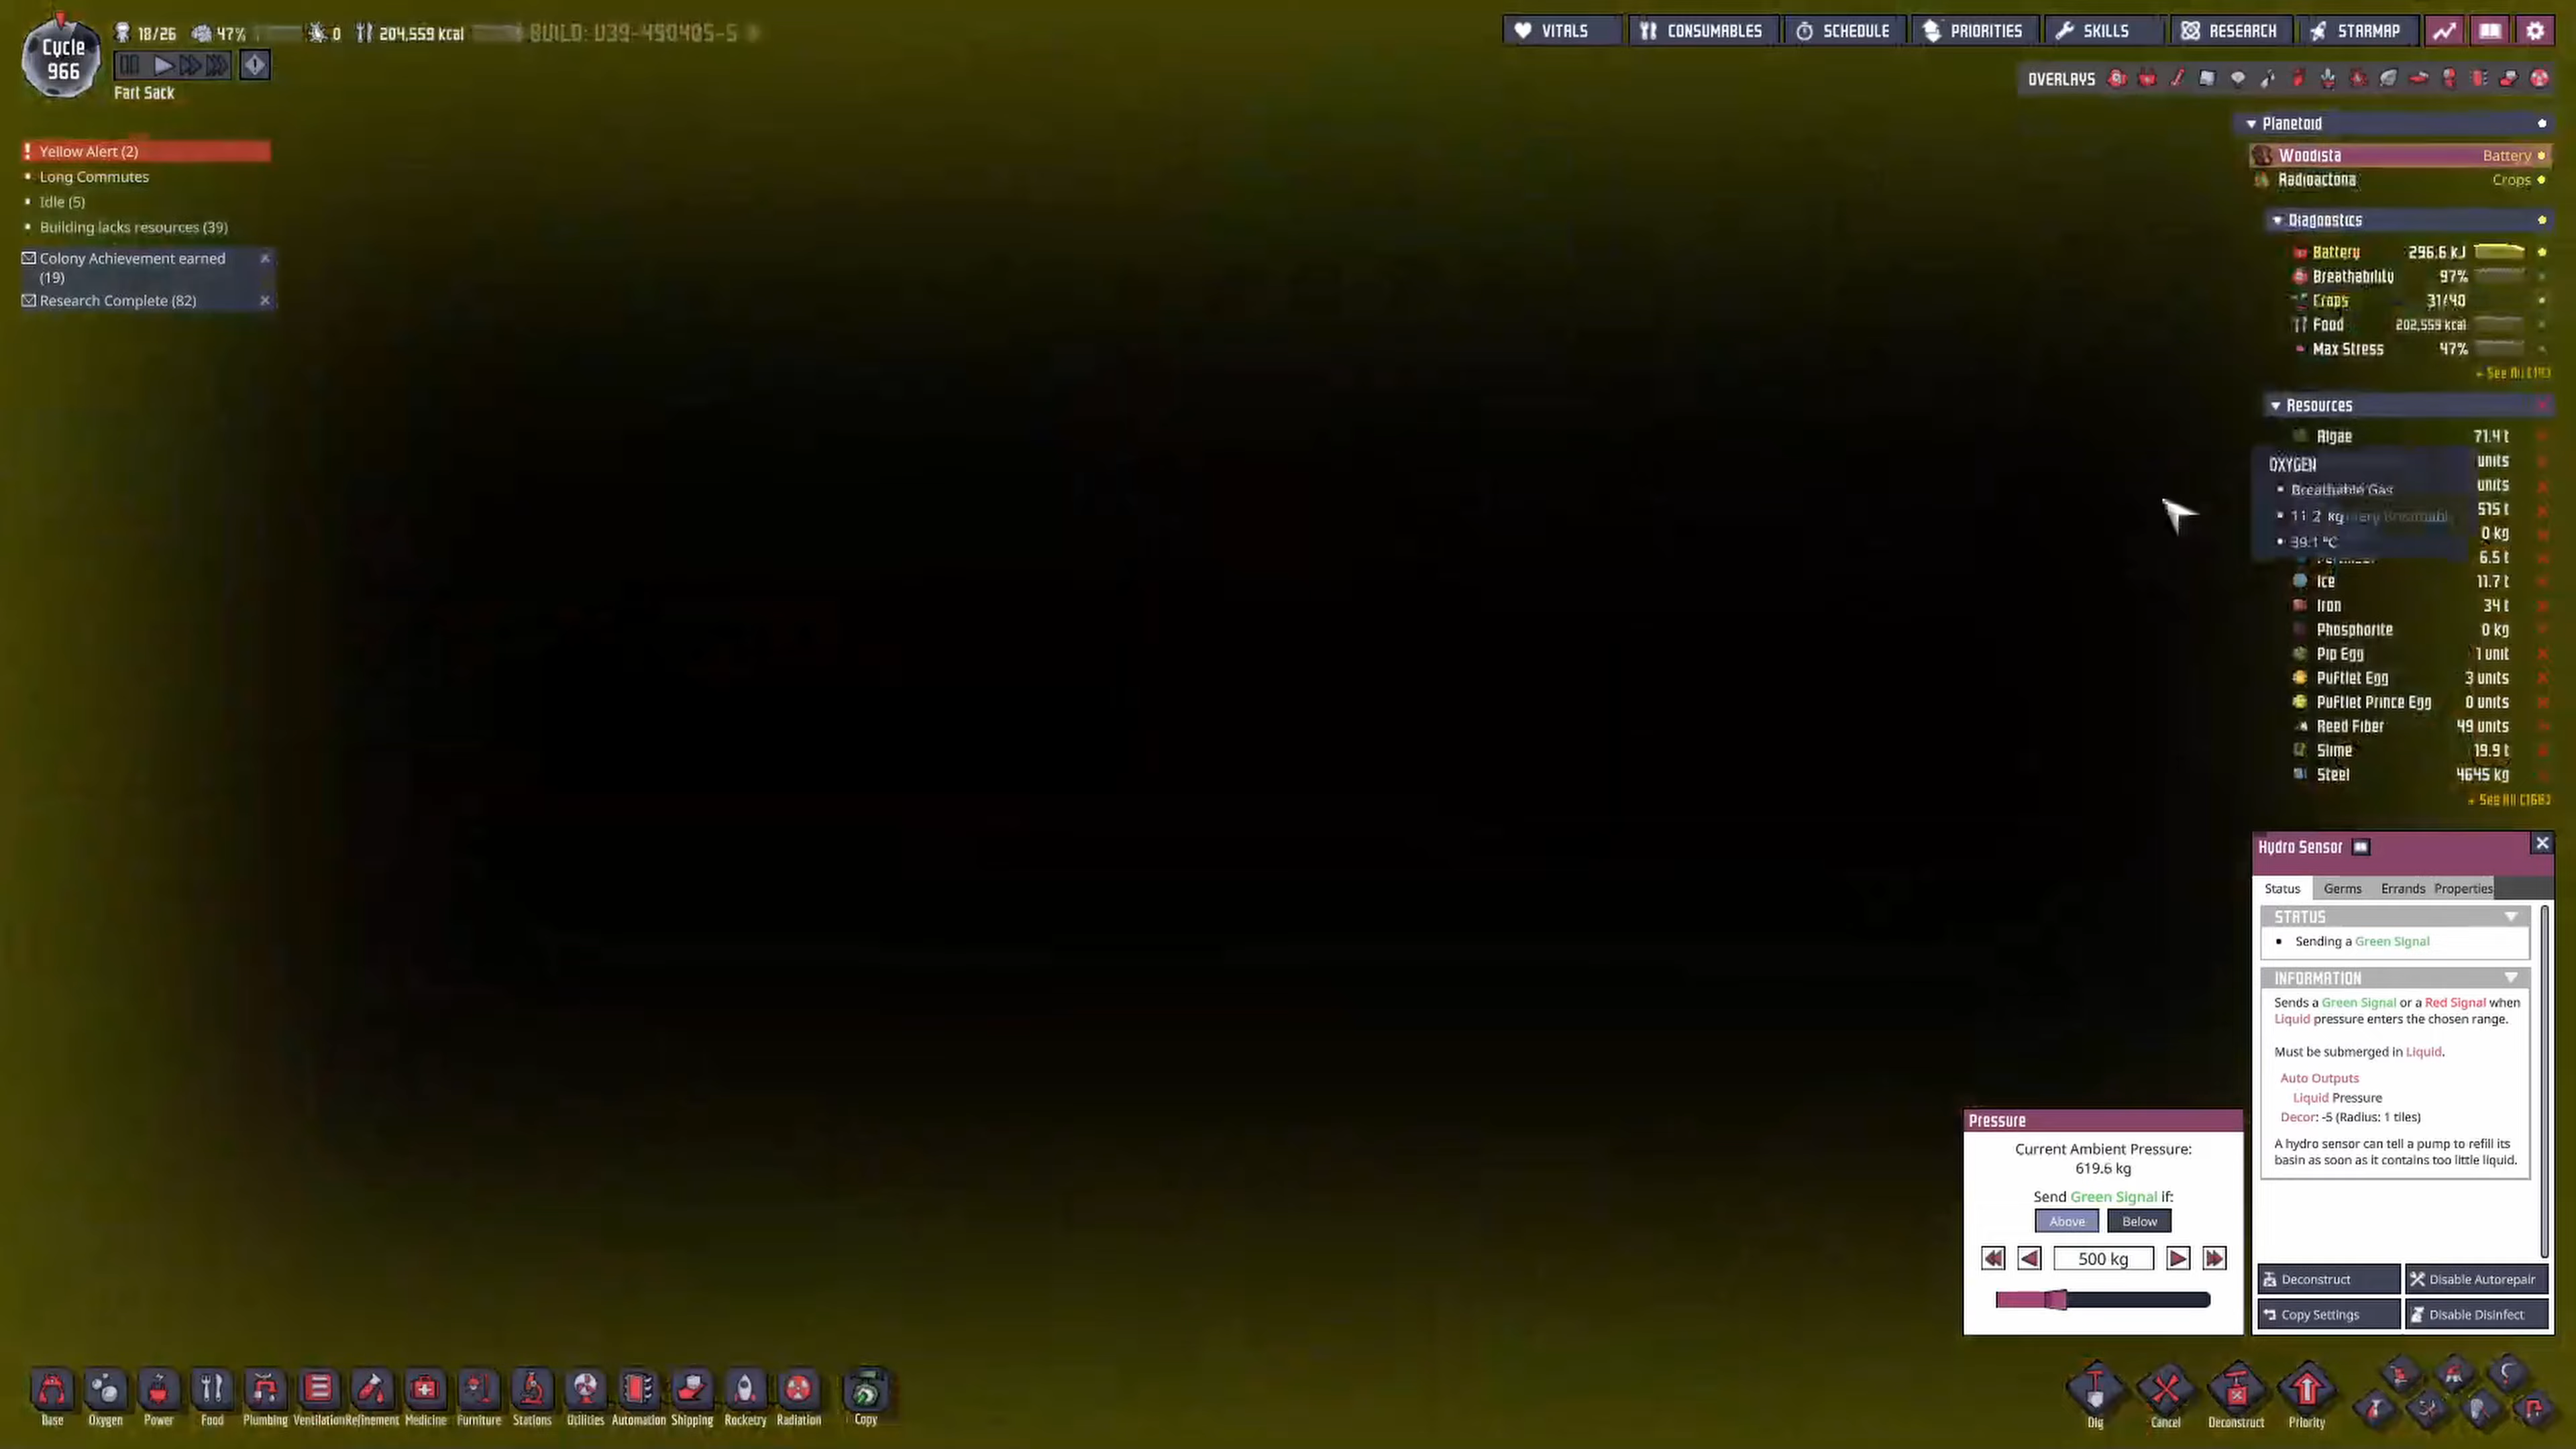 Cycle
966
18/26
47%
0
204,559 kcal
BUILD: U39-490405-S
Fart Sack
VITALS
CONSUMABLES
SCHEDULE
PRIORITIES
SKILLS
RESEARCH
STARMAP
OVERLAYS
Yellow Alert (2)
Long Commutes
Idle (5)
Building lacks resources (39)
Colony Achievement earned
(19)
Research Complete (82)
Planetoid
Woodista Battery
Radioactona Crops
Diagnostics
Battery 296.6 kJ
Breathability 97%
Crops 31/40
Food 202,559 kcal
Max Stress 47%
Resources
Algae 71.4 t
OXYGEN
Breathable Gas
39.1 °C
units
units
575 t
0 kg
6.5 t
Ice 11.7 t
Iron 34 t
Phosphorite 0 kg
Pip Egg 1 unit
Puftlet Egg 3 units
Puftlet Prince Egg 0 units
Reed Fiber 49 units
Slime 19.9 t
Steel 4645 kg
Hydro Sensor
Status Germs Errands Properties
STATUS
Sending a Green Signal
INFORMATION
Sends a Green Signal or a Red Signal when
Liquid pressure enters the chosen range.
Must be submerged in Liquid.
Auto Outputs
Liquid Pressure
Decor: -5 (Radius: 1 tiles)
A hydro sensor can tell a pump to refill its
basin as soon as it contains too little liquid.
Deconstruct
Disable Autorepair
Copy Settings
Disable Disinfect
Pressure
Current Ambient Pressure:
619.6 kg
Send Green Signal if:
Above Below
500 kg
Base
Oxygen
Power
Food
Plumbing
Ventilation
Refinement
Medicine
Furniture
Stations
Utilities
Automation
Shipping
Rocketry
Radiation
Copy
Dig
Cancel
Deconstruct
Priority